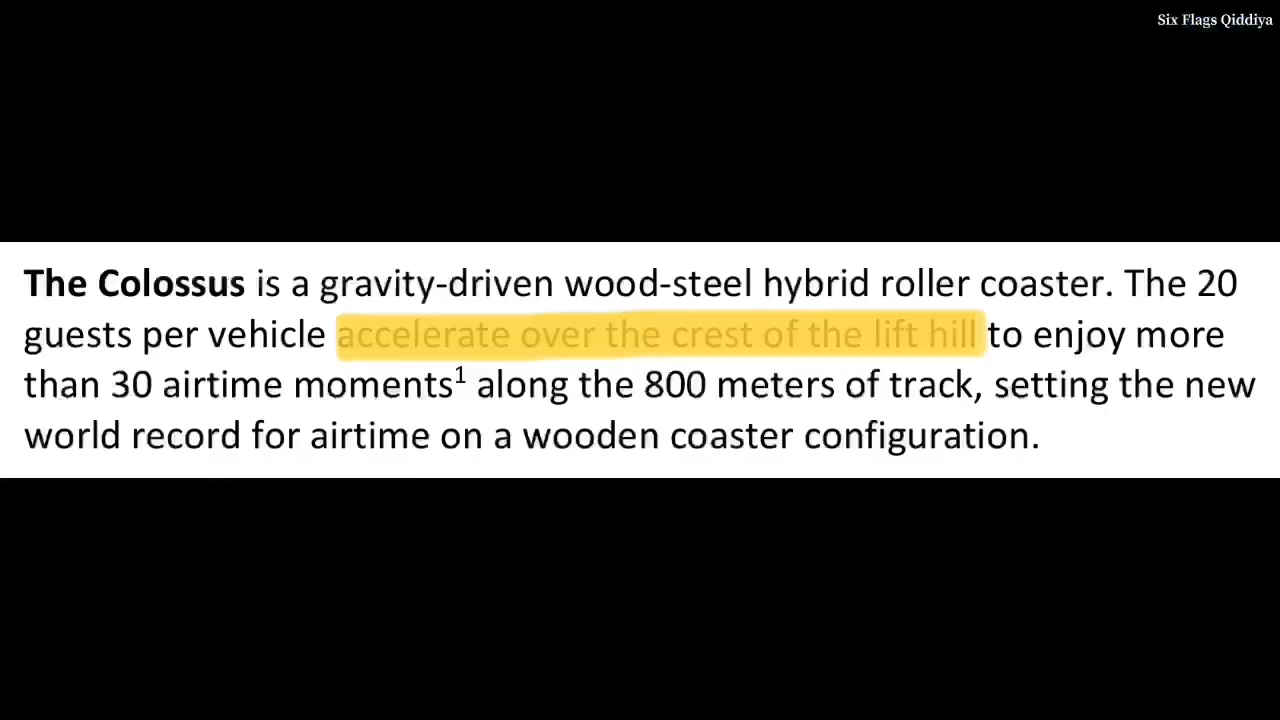 Six Flags Qiddiya
The Colossus is a gravity-driven wood-steel hybrid roller coaster. The 20
guests per vehicle accelerate over the crest of the lift hill to enjoy more
than 30 airtime moments¹ along the 800 meters of track, setting the new
world record for airtime on a wooden coaster configuration.